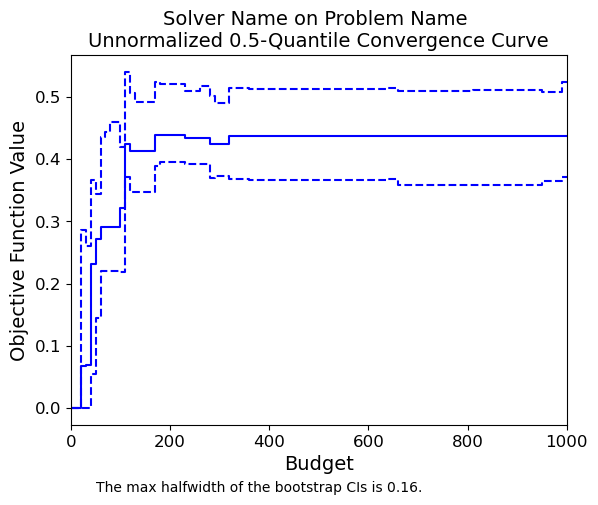 Solver Name on Problem Name
Unnormalized 0.5-Quantile Convergence Curve
Objective Function Value
0.5
0.4
0.3
0.2
0.1
0.0
0 200 400 600 800 1000
Budget
The max halfwidth of the bootstrap CIs is 0.16.